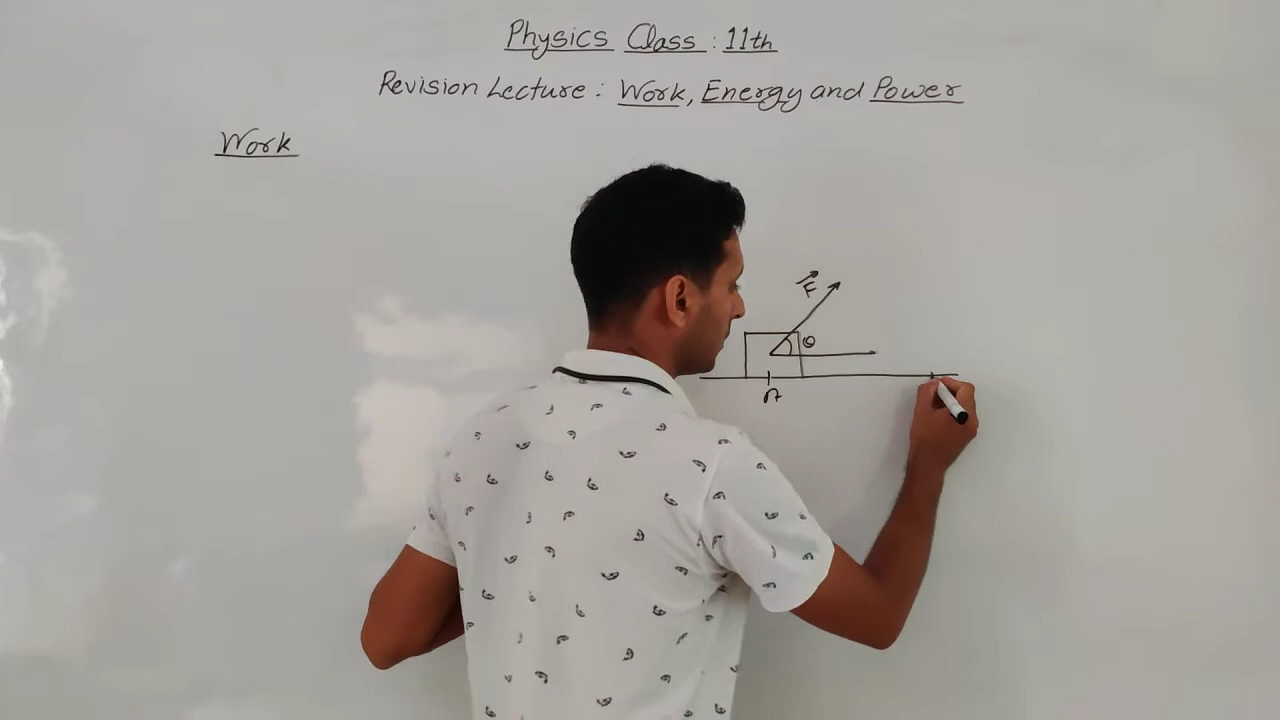 Physics Class : 11th
Revision Lecture : Work, Energy and Power
Work
F
θ
A